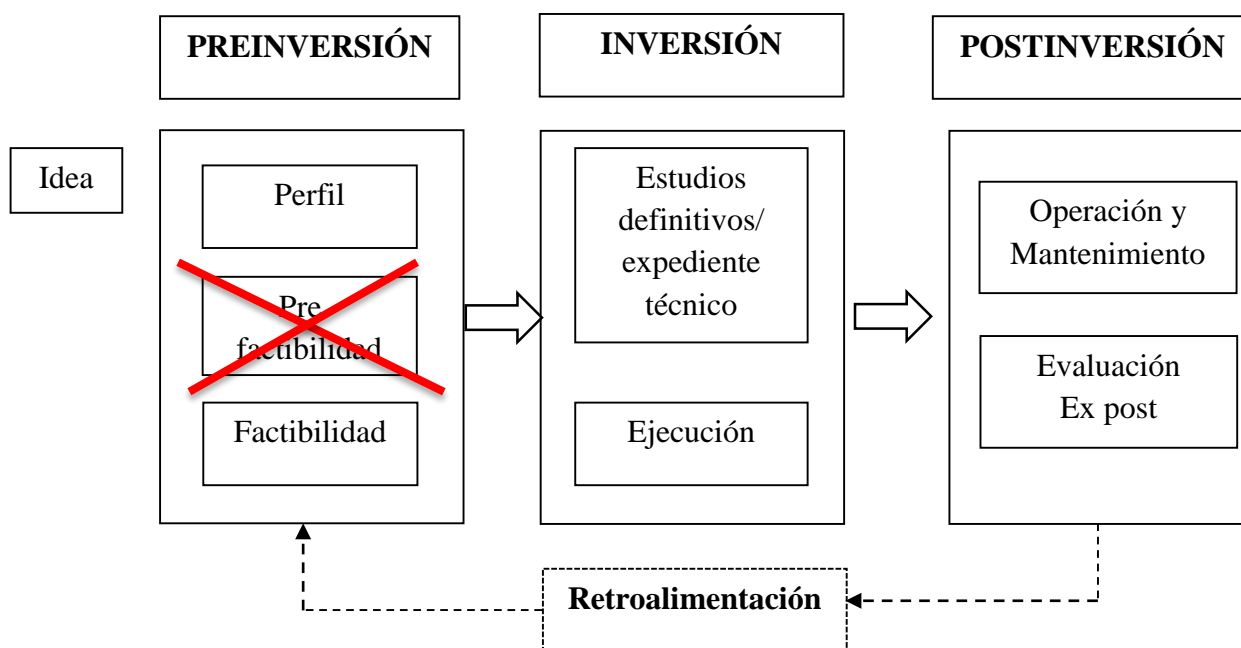 PREINVERSIÓN
INVERSIÓN
POSTINVERSIÓN
Idea
Perfil
Pre
factibilidad
Factibilidad
Estudios
definitivos/
expediente
técnico
Ejecución
Operación y
Mantenimiento
Evaluación
Ex post
Retroalimentación